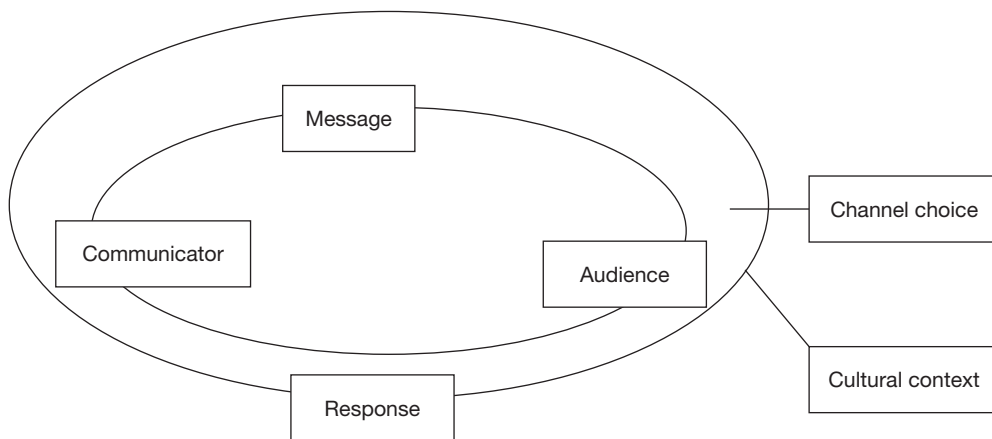 Message
Channel choice
Communicator
Audience
Cultural context
Response